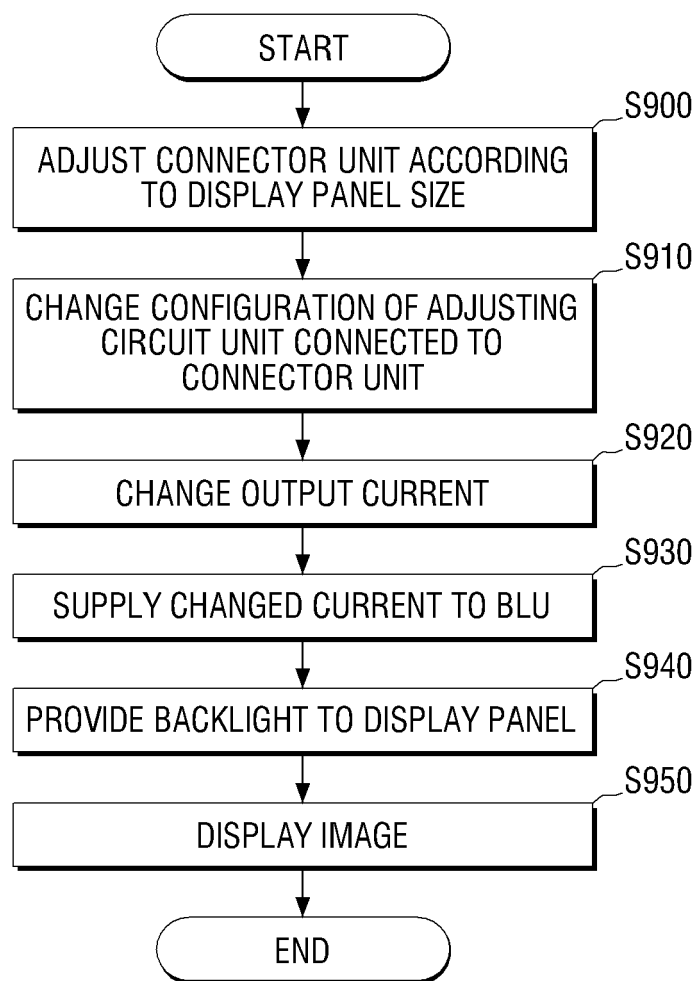 START
S900
ADJUST CONNECTOR UNIT ACCORDING
TO DISPLAY PANEL SIZE
S910
CHANGE CONFIGURATION OF ADJUSTING
CIRCUIT UNIT CONNECTED TO
CONNECTOR UNIT
S920
CHANGE OUTPUT CURRENT
S930
SUPPLY CHANGED CURRENT TO BLU
S940
PROVIDE BACKLIGHT TO DISPLAY PANEL
S950
DISPLAY IMAGE
END